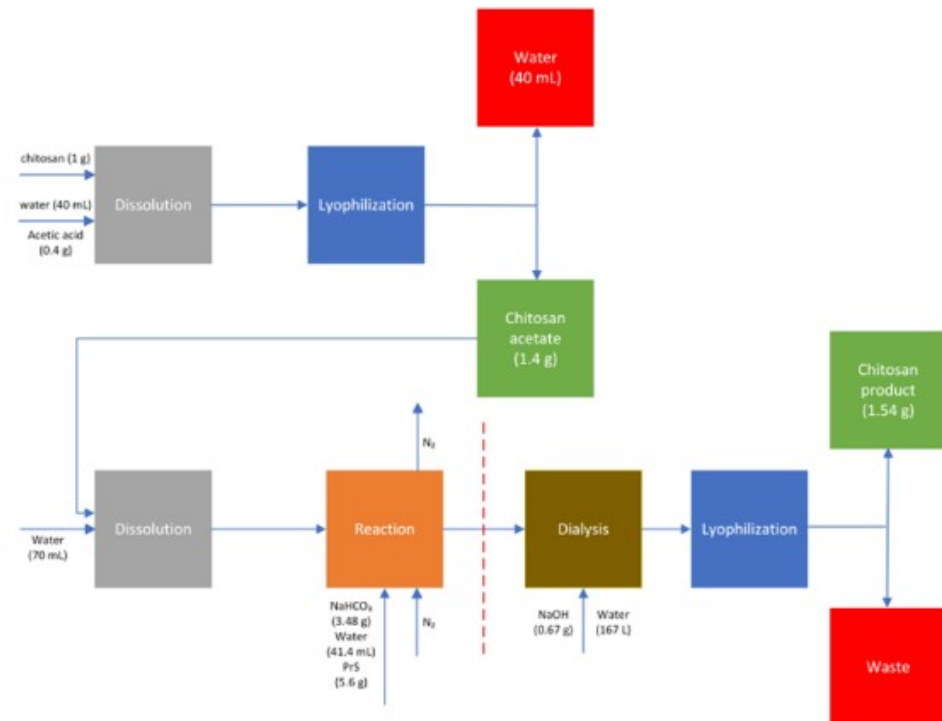 Water
(40 mL)
chitosan (1 g)
water (40 mL)
Acetic acid
(0.4 g)
Dissolution
Lyophilization
Chitosan
acetate
(1.4 g)
Chitosan
product
(1.54 g)
N₂
Water
(70 mL)
Dissolution
Reaction
Dialysis
Lyophilization
NaHCO₃
(3.48 g)
Water
(41.4 mL)
PrS
(5.6 g)
N₂
NaOH
(0.67 g)
Water
(167 L)
Waste